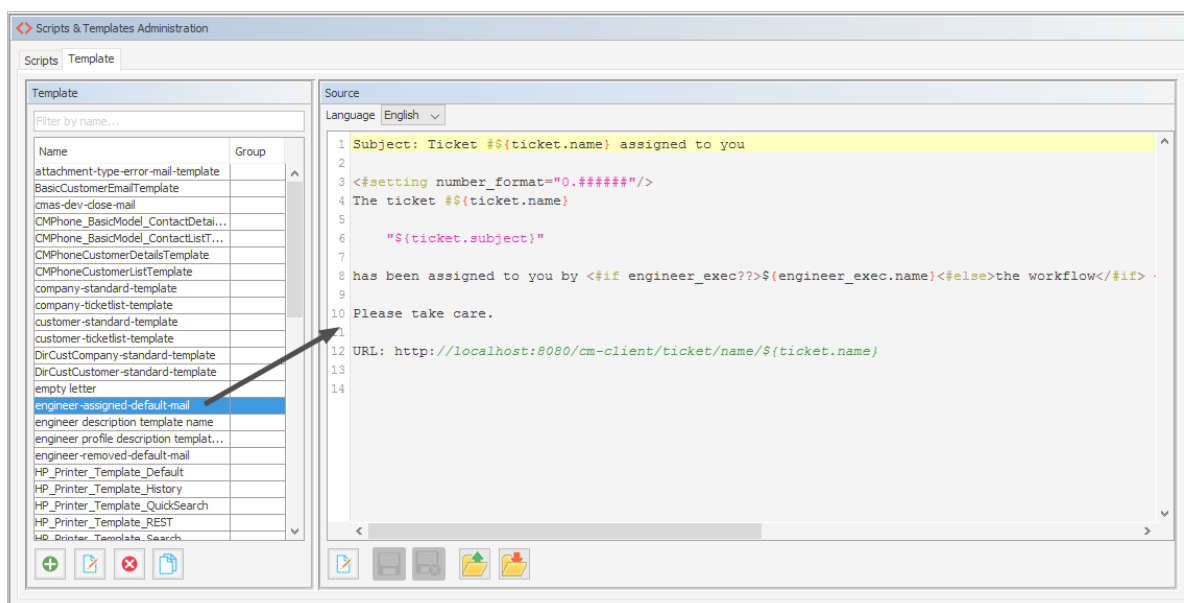 Scripts & Templates Administration
Scripts Template
Template
Filter by name...
Name Group
attachment-type-error-mail-template
BasicCustomerEmailTemplate
cmas-dev-close-mail
CMPhone_BasicModel_ContactDetai...
CMPhone_BasicModel_ContactListT...
CMPhoneCustomerDetailsTemplate
CMPhoneCustomerListTemplate
company-standard-template
company-ticketlist-template
customer-standard-template
customer-ticketlist-template
DirCustCompany-standard-template
DirCustCustomer-standard-template
empty letter
engineer-assigned-default-mail
engineer description template name
engineer profile description templat...
engineer-removed-default-mail
HP_Printer_Template_Default
HP_Printer_Template_History
HP_Printer_Template_QuickSearch
HP_Printer_Template_REST
HP_Printer_Template_Search
Source
Language English
1 Subject: Ticket #${ticket.name} assigned to you
2
3 <#setting number_format="0.######"/>
4 The ticket #${ticket.name}
5
6 "${ticket.subject}"
7
8 has been assigned to you by <#if engineer_exec??>${engineer_exec.name}<#else>the workflow</#if>
9
10 Please take care.
11
12 URL: http://localhost:8080/cm-client/ticket/name/${ticket.name}
13
14